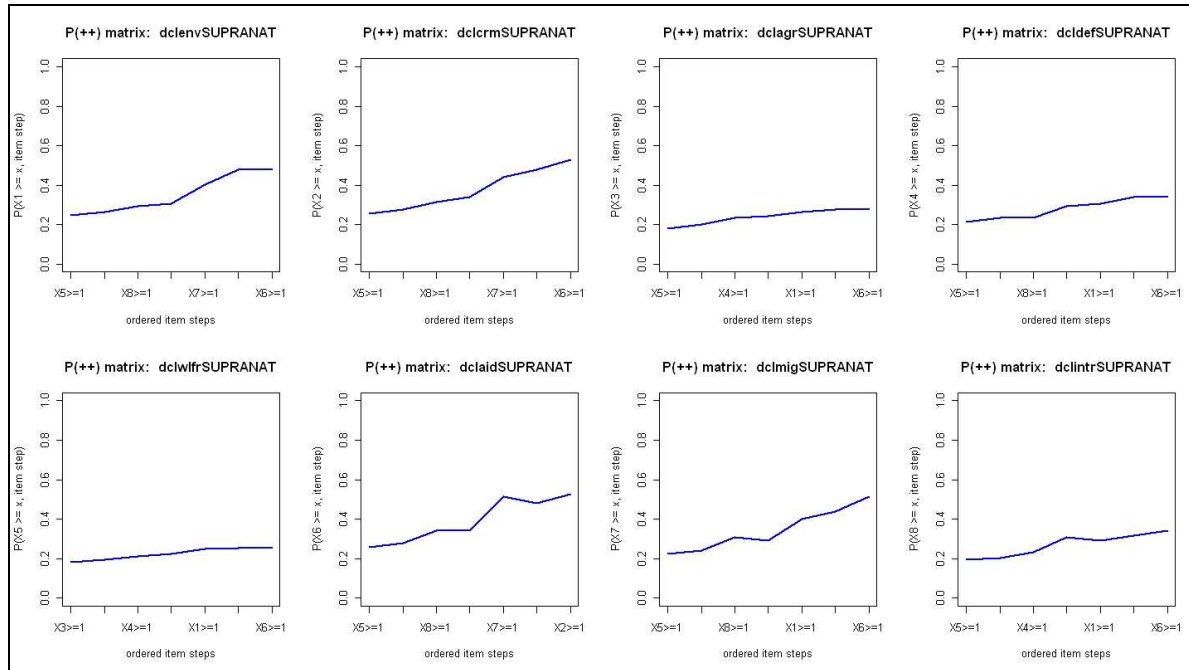 P(++) matrix: dclenvSUPRANAT
P(X1 >= x, item step)
1.0
0.8
0.6
0.4
0.2
0.0
X5>=1 X8>=1 X7>=1 X6>=1
ordered item steps
P(++) matrix: dclcrmSUPRANAT
P(X2 >= x, item step)
1.0
0.8
0.6
0.4
0.2
0.0
X5>=1 X8>=1 X7>=1 X6>=1
ordered item steps
P(++) matrix: dclagrSUPRANAT
P(X3 >= x, item step)
1.0
0.8
0.6
0.4
0.2
0.0
X5>=1 X4>=1 X1>=1 X6>=1
ordered item steps
P(++) matrix: dcldefSUPRANAT
P(X4 >= x, item step)
1.0
0.8
0.6
0.4
0.2
0.0
X5>=1 X8>=1 X1>=1 X6>=1
ordered item steps
P(++) matrix: dclwlfrSUPRANAT
P(X5 >= x, item step)
1.0
0.8
0.6
0.4
0.2
0.0
X3>=1 X4>=1 X1>=1 X6>=1
ordered item steps
P(++) matrix: dclaidSUPRANAT
P(X6 >= x, item step)
1.0
0.8
0.6
0.4
0.2
0.0
X5>=1 X8>=1 X7>=1 X2>=1
ordered item steps
P(++) matrix: dclmigSUPRANAT
P(X7 >= x, item step)
1.0
0.8
0.6
0.4
0.2
0.0
X5>=1 X8>=1 X1>=1 X6>=1
ordered item steps
P(++) matrix: dclintrSUPRANAT
P(X8 >= x, item step)
1.0
0.8
0.6
0.4
0.2
0.0
X5>=1 X4>=1 X1>=1 X6>=1
ordered item steps